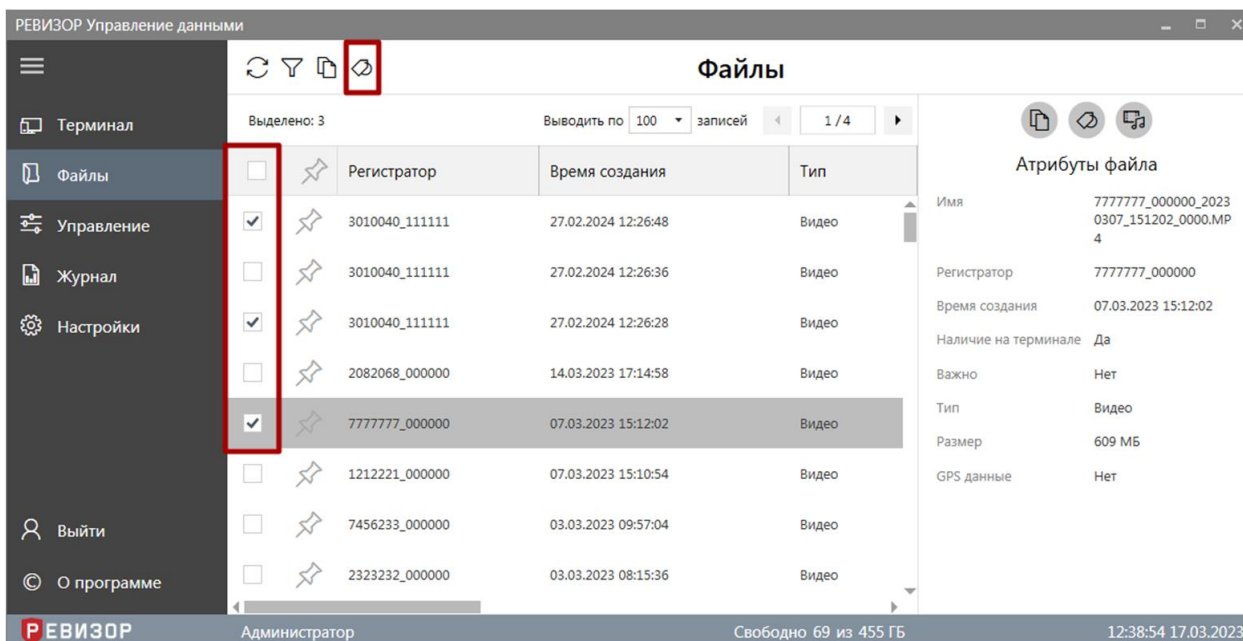 РЕВИЗОР Управление данными
Файлы
Терминал
Файлы
Управление
Журнал
Настройки
Выйти
О программе
Выделено: 3
Выводить по 100 записей
1 / 4
Регистратор Время создания Тип
3010040_111111 27.02.2024 12:26:48 Видео
3010040_111111 27.02.2024 12:26:36 Видео
3010040_111111 27.02.2024 12:26:28 Видео
2082068_000000 14.03.2023 17:14:58 Видео
7777777_000000 07.03.2023 15:12:02 Видео
1212221_000000 07.03.2023 15:10:54 Видео
7456233_000000 03.03.2023 09:57:04 Видео
2323232_000000 03.03.2023 08:15:36 Видео
Атрибуты файла
Имя 7777777_000000_2023
0307_151202_0000.MP
4
Регистратор 7777777_000000
Время создания 07.03.2023 15:12:02
Наличие на терминале Да
Важно Нет
Тип Видео
Размер 609 МБ
GPS данные Нет
РЕВИЗОР
Администратор
Свободно 69 из 455 ГБ
12:38:54 17.03.2023